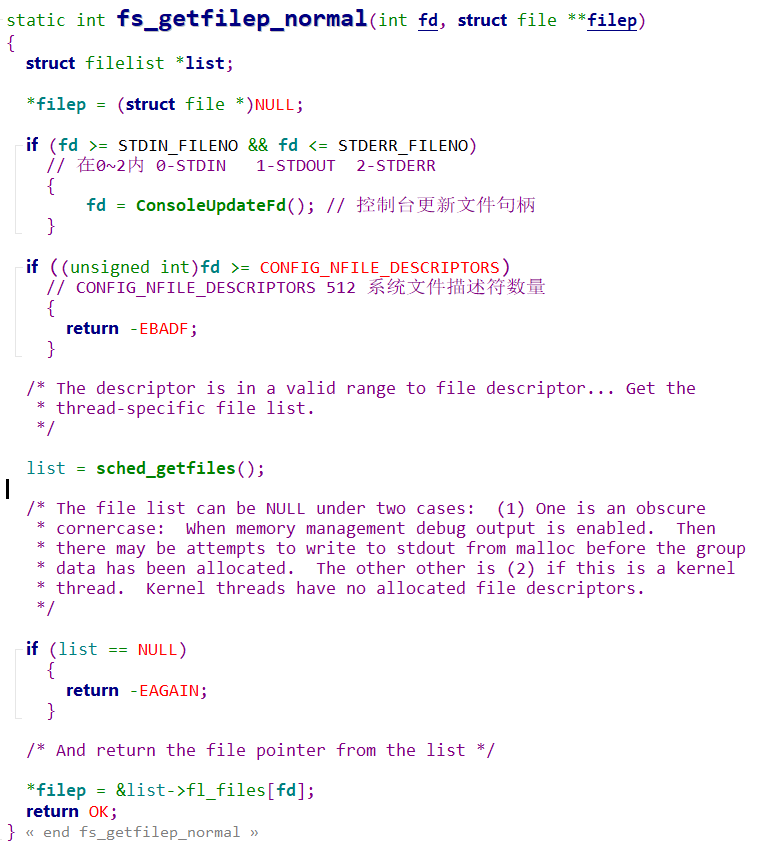 static int fs_getfilep_normal(int fd, struct file **filep)
{
  struct filelist *list;

  *filep = (struct file *)NULL;

  if (fd >= STDIN_FILENO && fd <= STDERR_FILENO)
    // 在0~2内 0-STDIN   1-STDOUT  2-STDERR
    {
        fd = ConsoleUpdateFd(); // 控制台更新文件句柄
    }

  if ((unsigned int)fd >= CONFIG_NFILE_DESCRIPTORS)
    // CONFIG_NFILE_DESCRIPTORS 512 系统文件描述符数量
    {
      return -EBADF;
    }

  /* The descriptor is in a valid range to file descriptor... Get the
   * thread-specific file list.
   */

  list = sched_getfiles();

  /* The file list can be NULL under two cases:  (1) One is an obscure
   * cornercase:  When memory management debug output is enabled.  Then
   * there may be attempts to write to stdout from malloc before the group
   * data has been allocated.  The other other is (2) if this is a kernel
   * thread.  Kernel threads have no allocated file descriptors.
   */

  if (list == NULL)
    {
      return -EAGAIN;
    }

  /* And return the file pointer from the list */

  *filep = &list->fl_files[fd];
  return OK;
} « end fs_getfilep_normal »